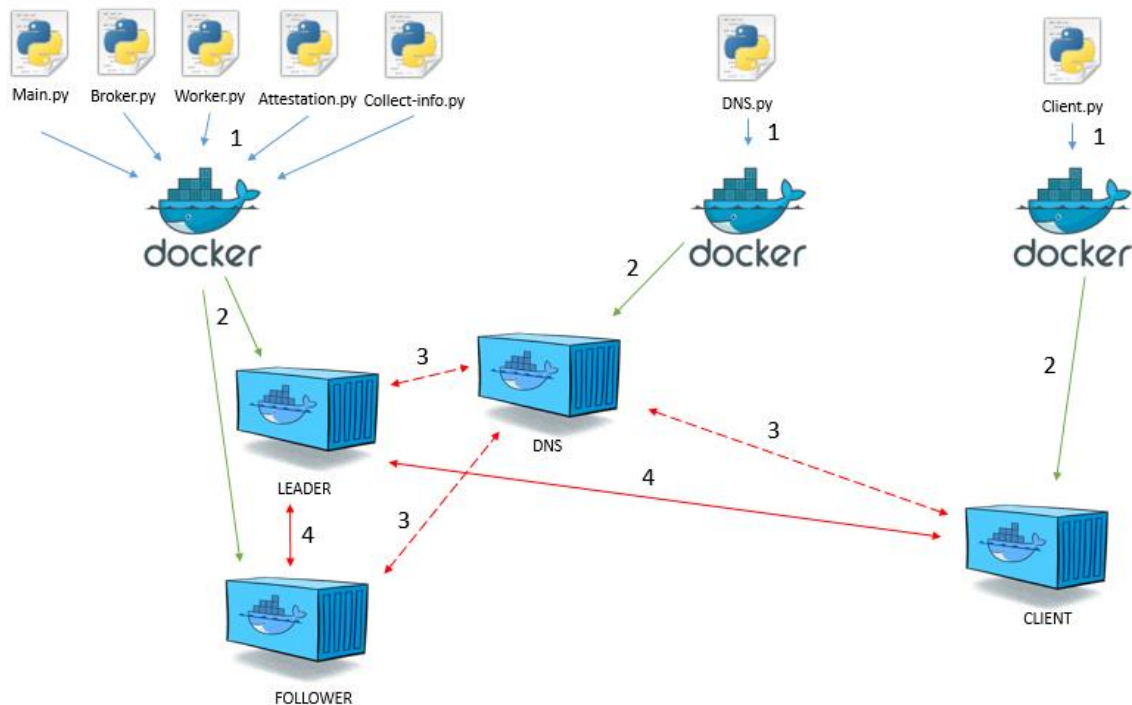 Main.py
Broker.py
Worker.py
Attestation.py
Collect-info.py
DNS.py
Client.py
1
1
1
docker
docker
docker
2
2
2
3
3
3
DNS
4
LEADER
4
CLIENT
FOLLOWER